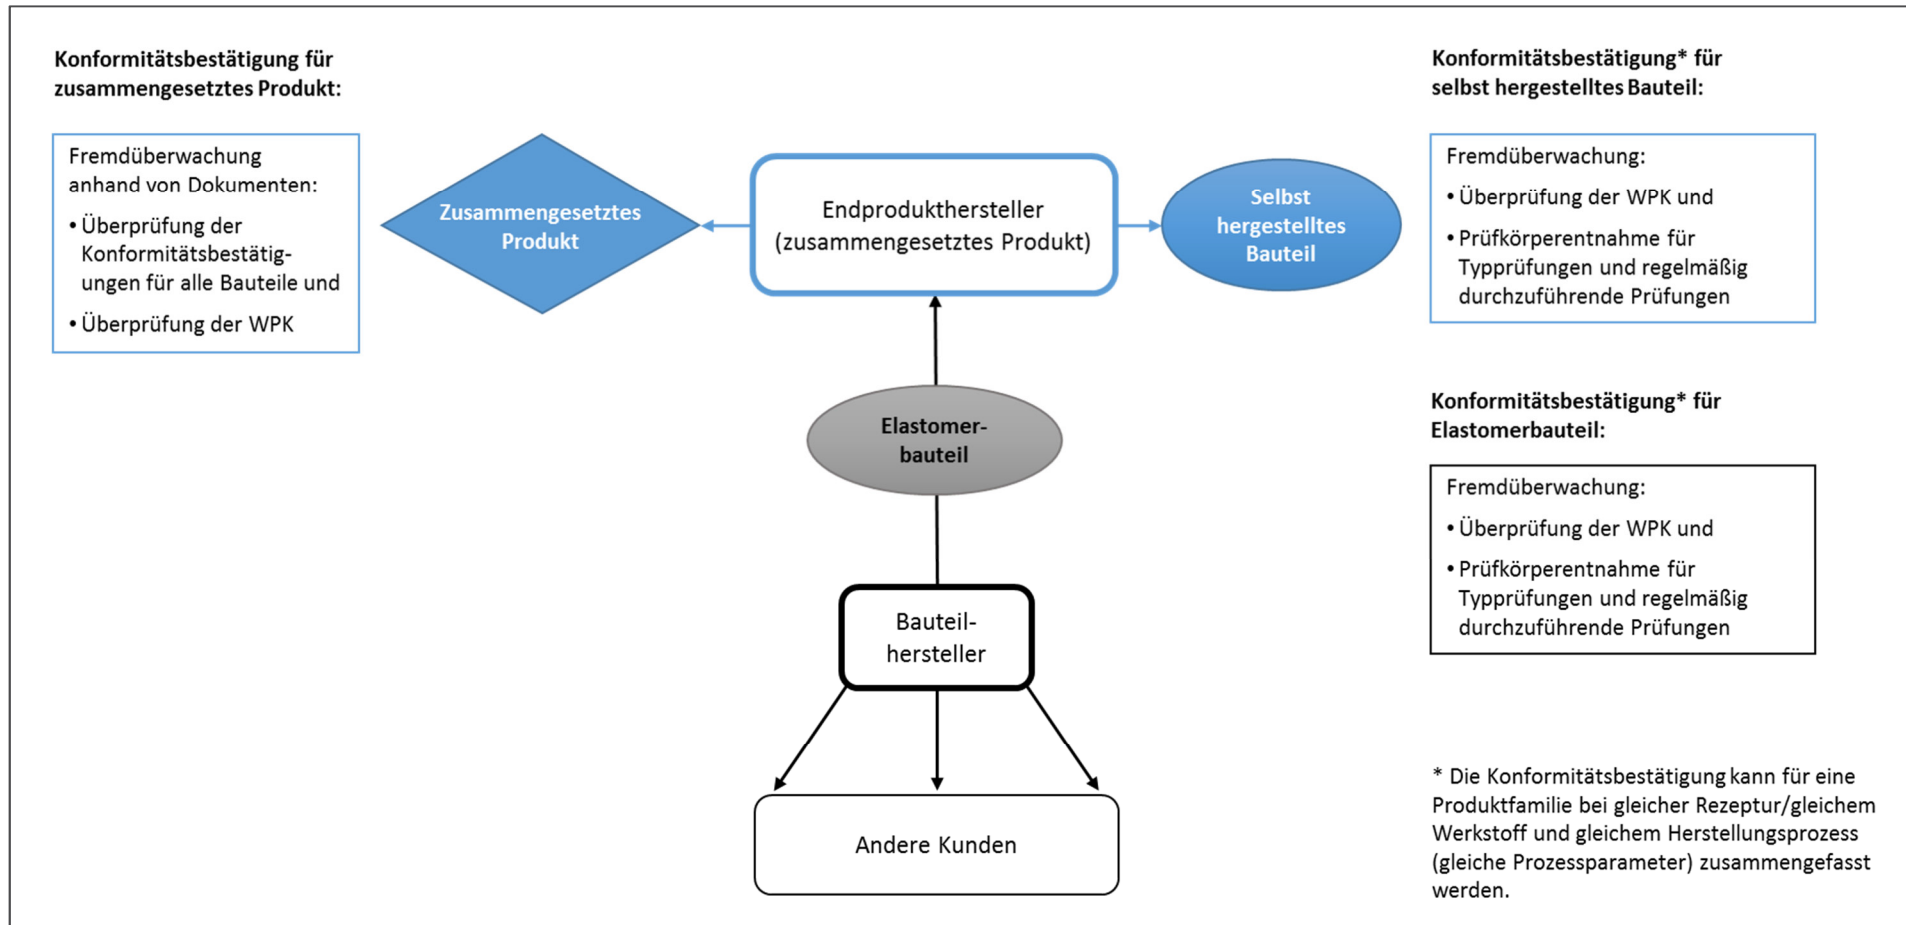 Konformitätsbestätigung für
zusammengesetztes Produkt:
Fremdüberwachung
anhand von Dokumenten:
• Überprüfung der
Konformitätsbestätig-
ungen für alle Bauteile und
• Überprüfung der WPK
Zusammengesetztes
Produkt
Endprodukthersteller
(zusammengesetztes Produkt)
Selbst
hergestelltes
Bauteil
Konformitätsbestätigung* für
selbst hergestelltes Bauteil:
Fremdüberwachung:
• Überprüfung der WPK und
• Prüfkörperentnahme für
Typprüfungen und regelmäßig
durchzuführende Prüfungen
Elastomer-
bauteil
Konformitätsbestätigung* für
Elastomerbauteil:
Fremdüberwachung:
• Überprüfung der WPK und
• Prüfkörperentnahme für
Typprüfungen und regelmäßig
durchzuführende Prüfungen
Bauteil-
hersteller
Andere Kunden
* Die Konformitätsbestätigung kann für eine
Produktfamilie bei gleicher Rezeptur/gleichem
Werkstoff und gleichem Herstellungsprozess
(gleiche Prozessparameter) zusammengefasst
werden.